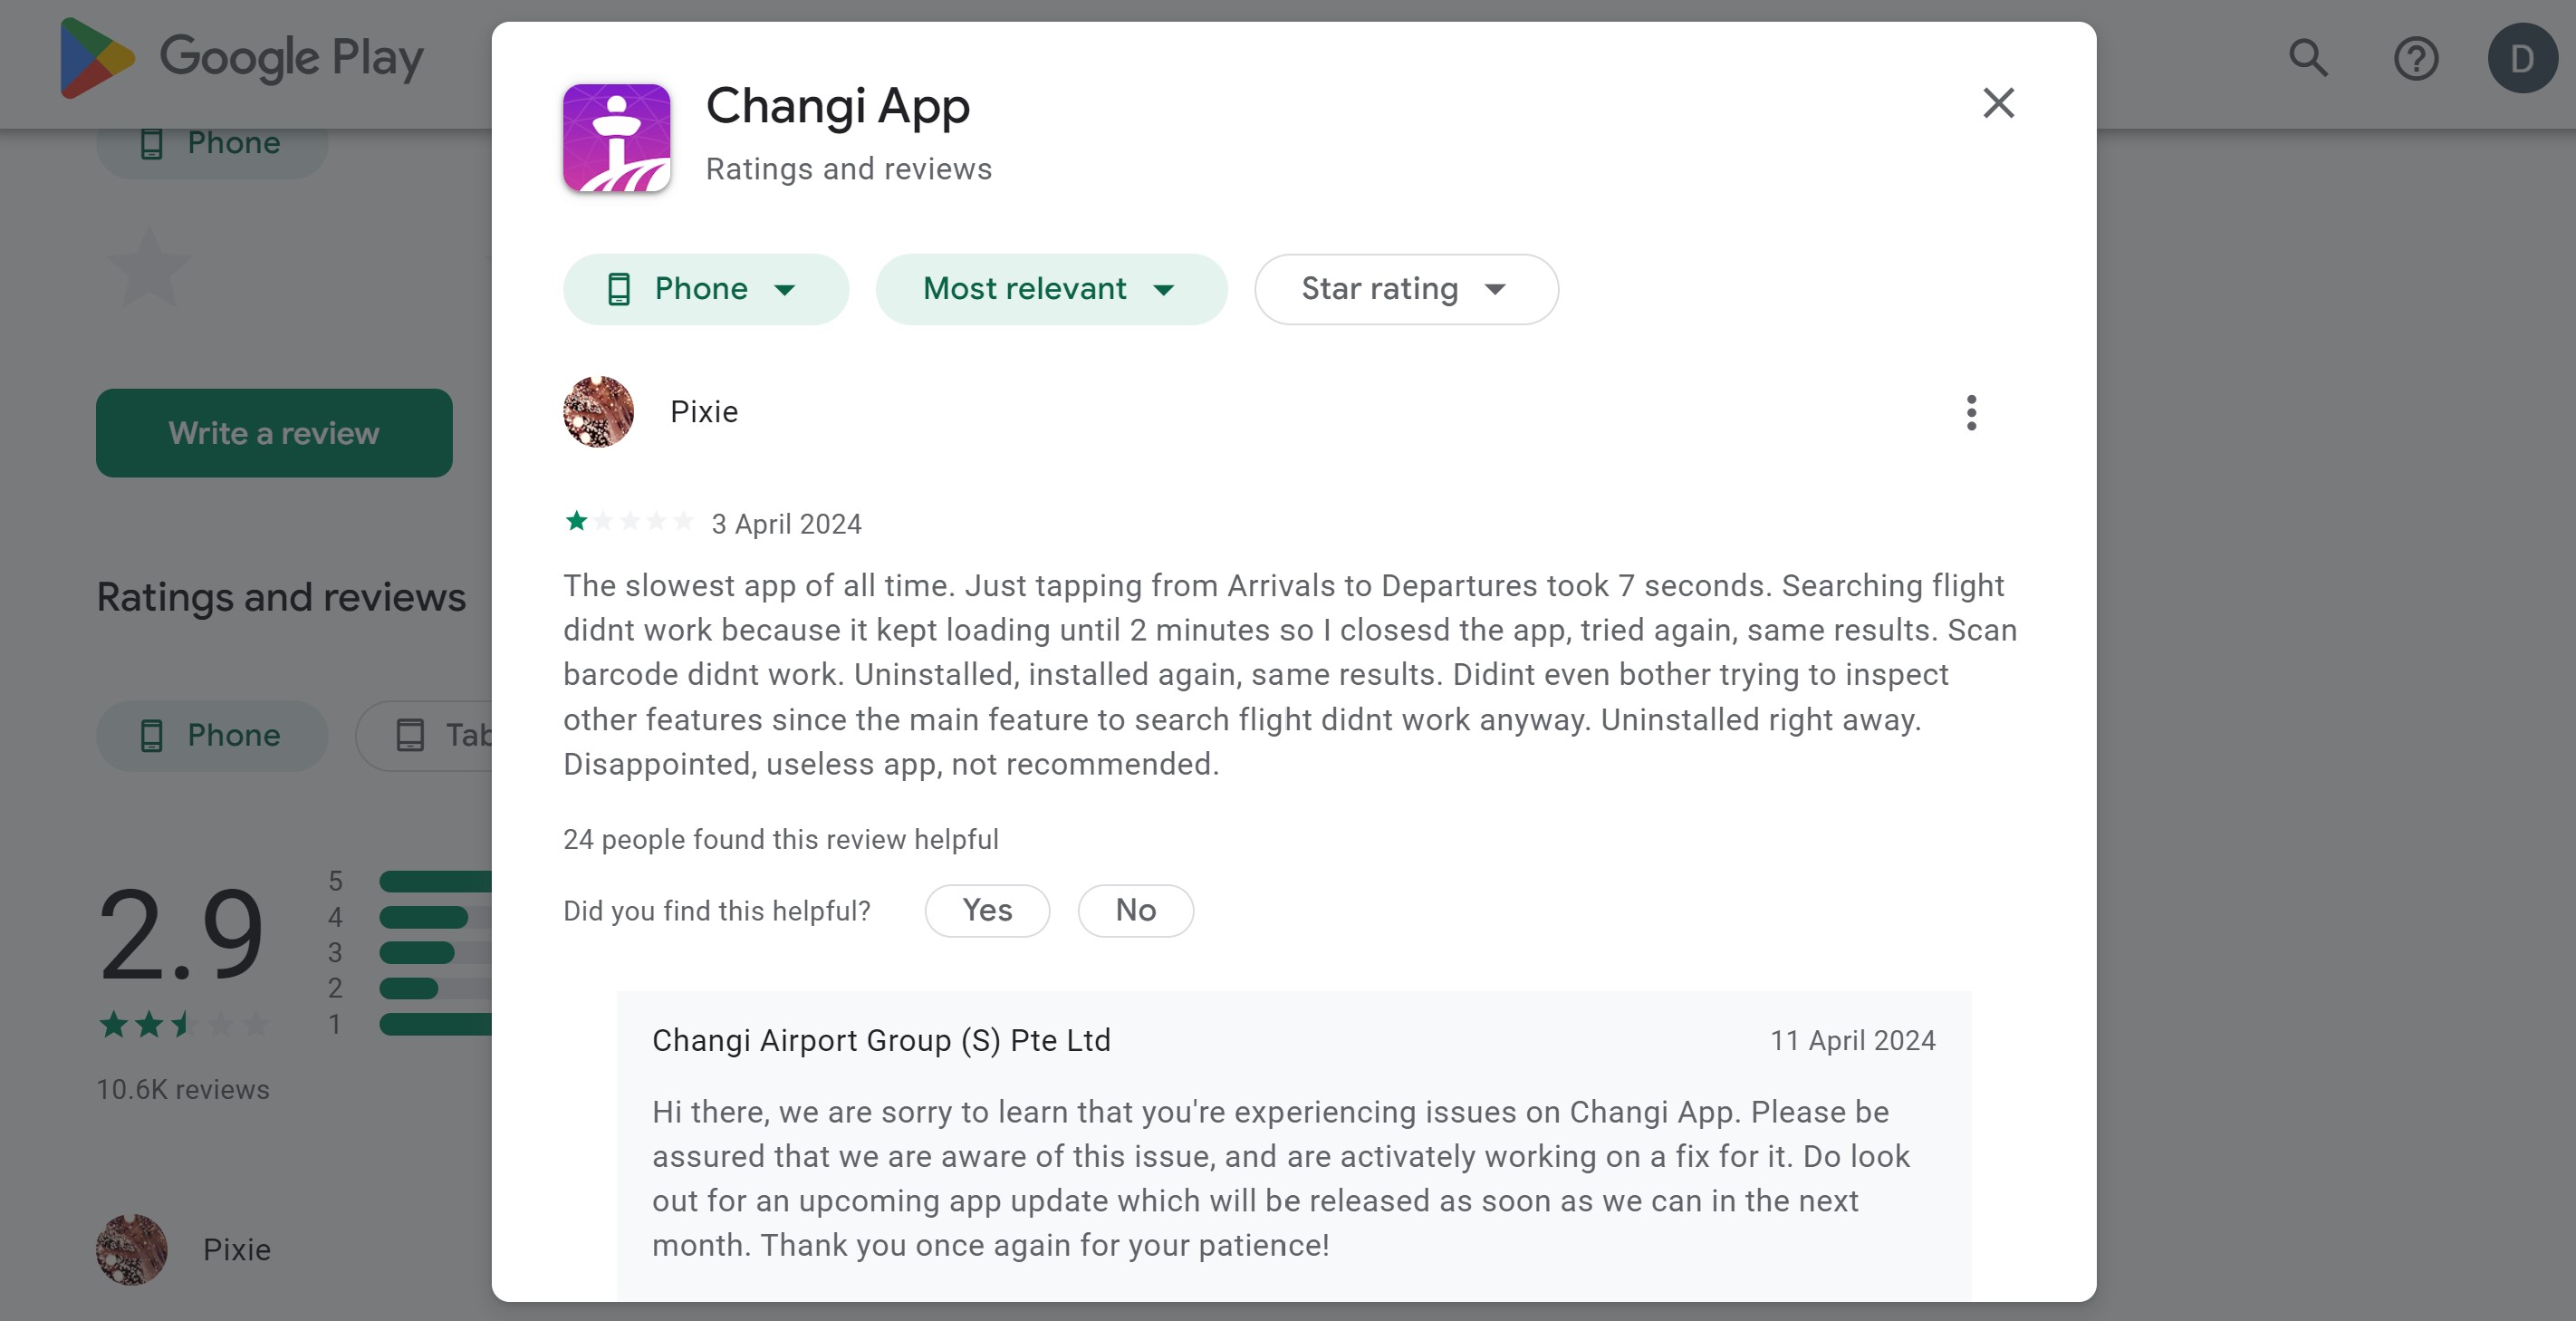 Google Play
D
Phone
Write a review
Ratings and reviews
Phone
Tab
2.9
5
4
3
2
1
10.6K reviews
Pixie
Changi App
Ratings and reviews
Phone
Most relevant
Star rating
Pixie
3 April 2024
The slowest app of all time. Just tapping from Arrivals to Departures took 7 seconds. Searching flight
didnt work because it kept loading until 2 minutes so I closesd the app, tried again, same results. Scan
barcode didnt work. Uninstalled, installed again, same results. Didint even bother trying to inspect
other features since the main feature to search flight didnt work anyway. Uninstalled right away.
Disappointed, useless app, not recommended.
24 people found this review helpful
Did you find this helpful?
Yes
No
Changi Airport Group (S) Pte Ltd
11 April 2024
Hi there, we are sorry to learn that you're experiencing issues on Changi App. Please be
assured that we are aware of this issue, and are activately working on a fix for it. Do look
out for an upcoming app update which will be released as soon as we can in the next
month. Thank you once again for your patience!